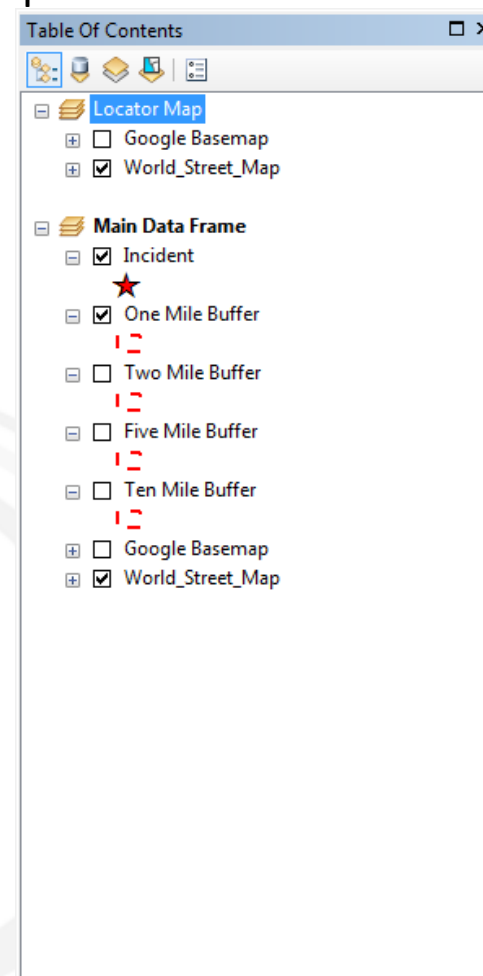 Table Of Contents
Locator Map
Google Basemap
World_Street_Map
Main Data Frame
Incident
One Mile Buffer
Two Mile Buffer
Five Mile Buffer
Ten Mile Buffer
Google Basemap
World_Street_Map